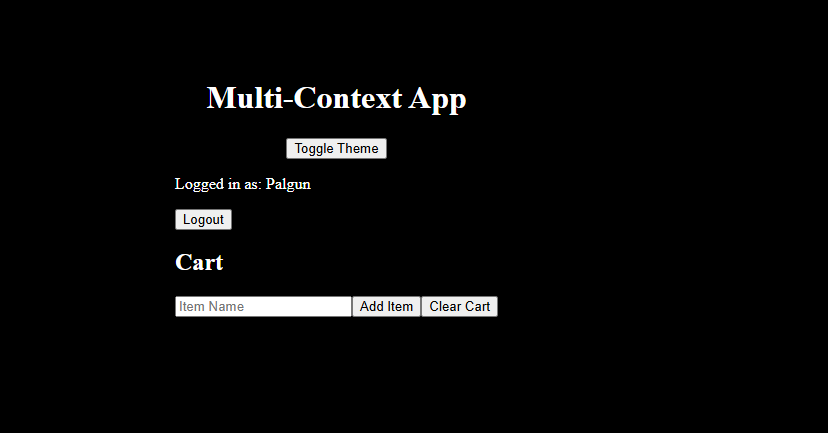 Multi-Context App
Toggle Theme
Logged in as: Palgun
Logout
Cart
Item Name Add Item Clear Cart